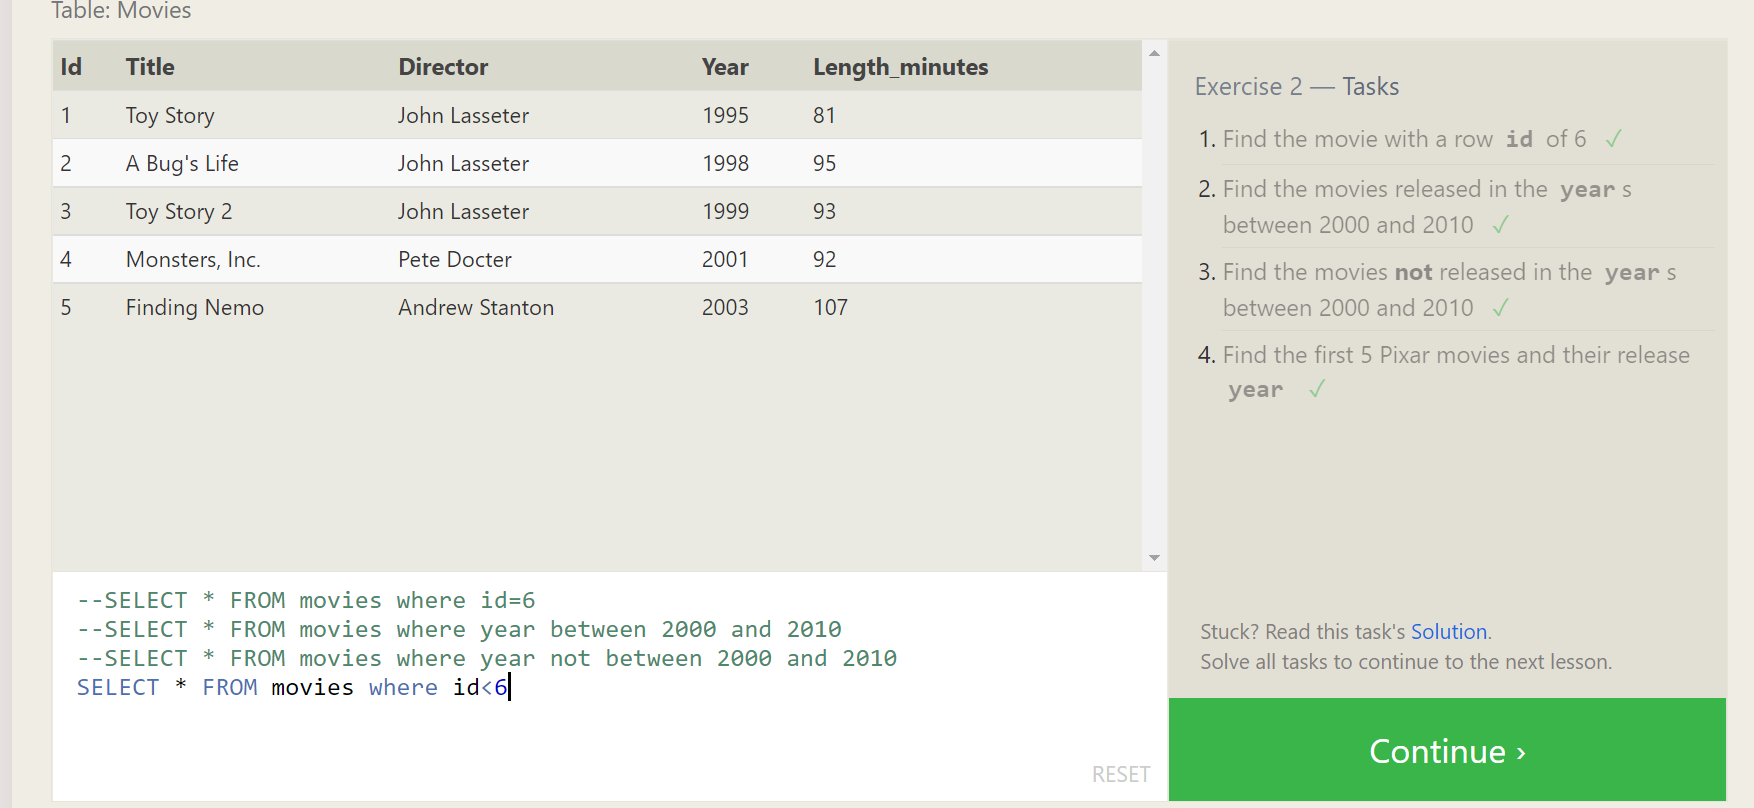 Table: Movies
Id Title Director Year Length_minutes
1 Toy Story John Lasseter 1995 81
2 A Bug's Life John Lasseter 1998 95
3 Toy Story 2 John Lasseter 1999 93
4 Monsters, Inc. Pete Docter 2001 92
5 Finding Nemo Andrew Stanton 2003 107
--SELECT * FROM movies where id=6
--SELECT * FROM movies where year between 2000 and 2010
--SELECT * FROM movies where year not between 2000 and 2010
SELECT * FROM movies where id<6
RESET
Exercise 2 — Tasks
1. Find the movie with a row id of 6 ✓
2. Find the movies released in the year s
between 2000 and 2010 ✓
3. Find the movies not released in the year s
between 2000 and 2010 ✓
4. Find the first 5 Pixar movies and their release
year ✓
Stuck? Read this task's Solution.
Solve all tasks to continue to the next lesson.
Continue ›